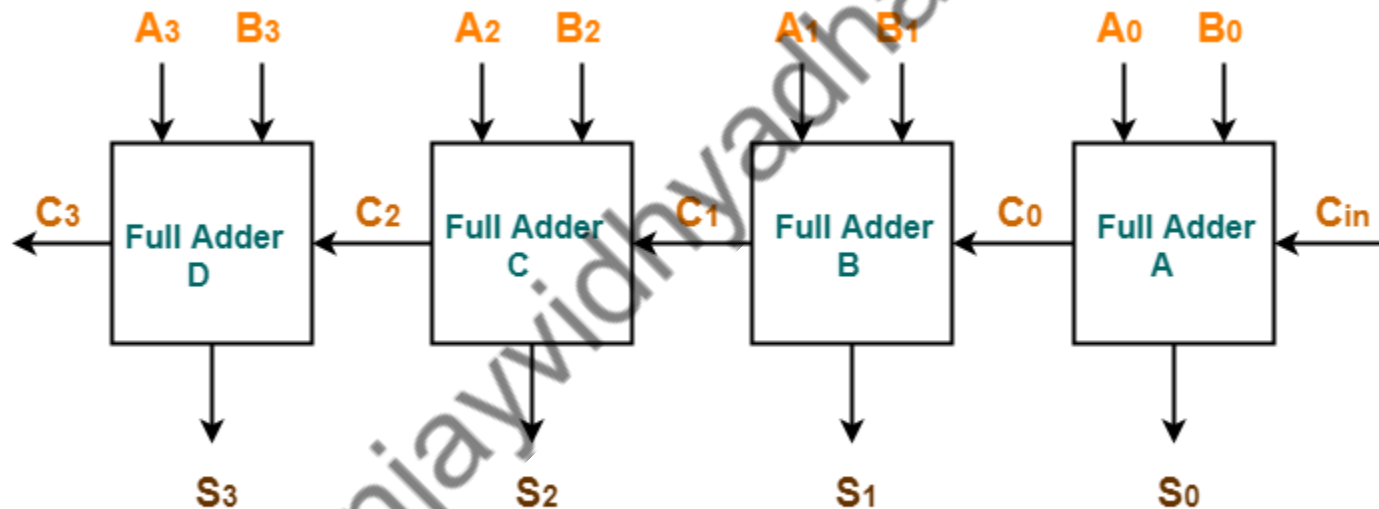 A3 B3 A2 B2 A1 B1 A0 B0
C3 Full Adder D C2 Full Adder C C1 Full Adder B C0 Full Adder A Cin
S3 S2 S1 S0